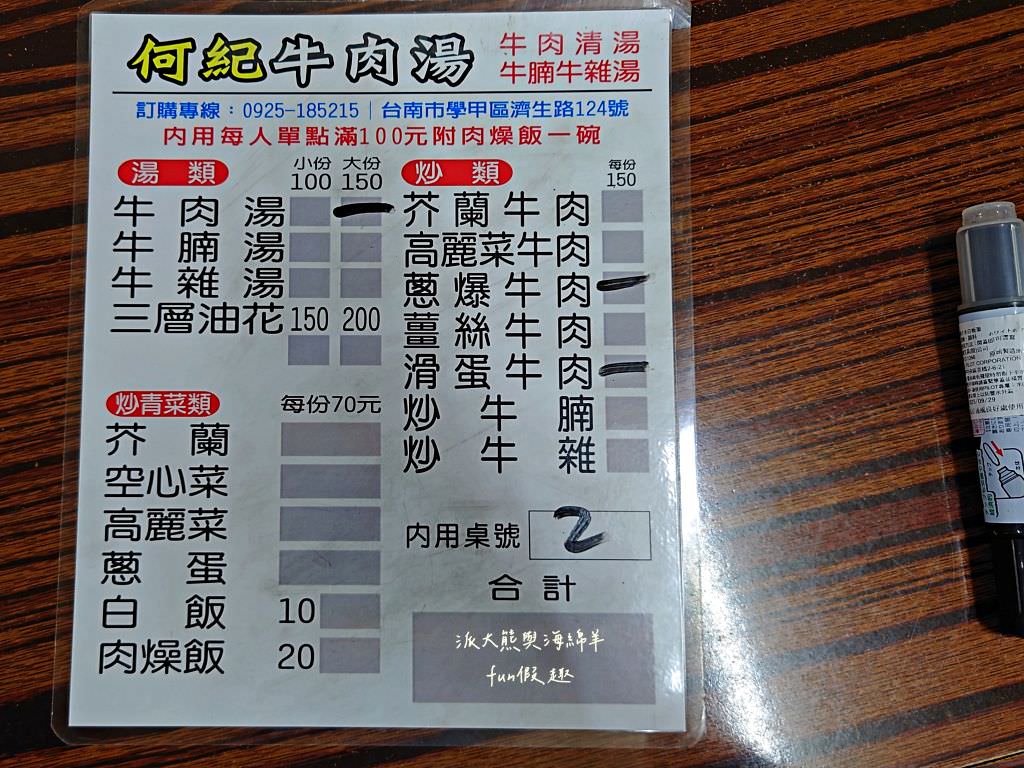 何紀牛肉湯
牛肉清湯
牛腩牛雜湯
訂購專線：0925-185215｜台南市學甲區濟生路124號
內用每人單點滿100元附肉燥飯一碗
湯類 小份 大份
100 150
牛肉湯
牛腩湯
牛雜湯
三層油花 150 200
炒青菜類 每份70元
芥蘭
空心菜
高麗菜
蔥蛋
白飯 10
肉燥飯 20
炒類 每份
150
芥蘭牛肉
高麗菜牛肉
蔥爆牛肉
薑絲牛肉
滑蛋牛肉
炒牛腩
炒牛雜
內用桌號 2
合計
派大熊與海綿羊
fun假趣